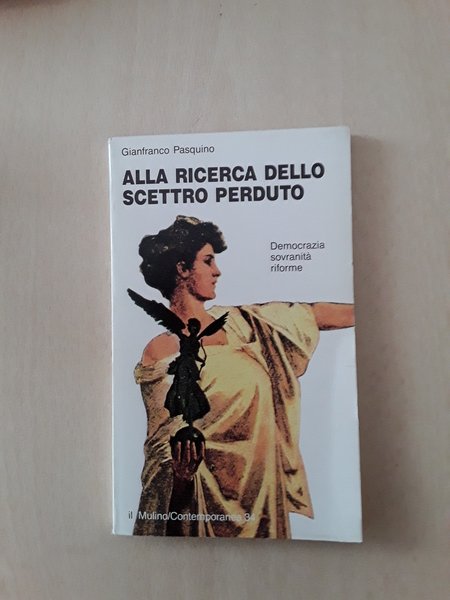 Gianfranco Pasquino
ALLA RICERCA DELLO
SCETTRO PERDUTO
Democrazia
sovranità
riforme
il Mulino/Contemporanea 34